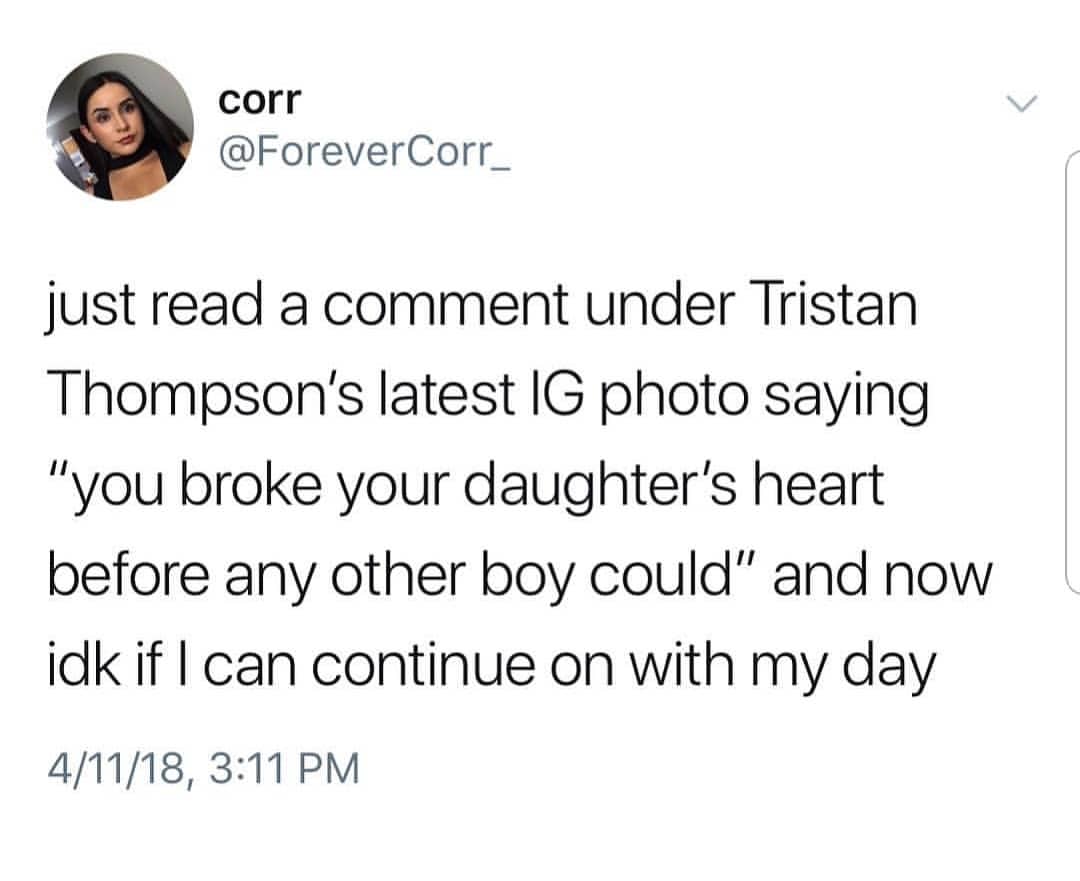 corr
@ForeverCorr_
just read a comment under Tristan
Thompson's latest IG photo saying
"you broke your daughter's heart
before any other boy could" and now
idk if I can continue on with my day
4/11/18, 3:11 PM